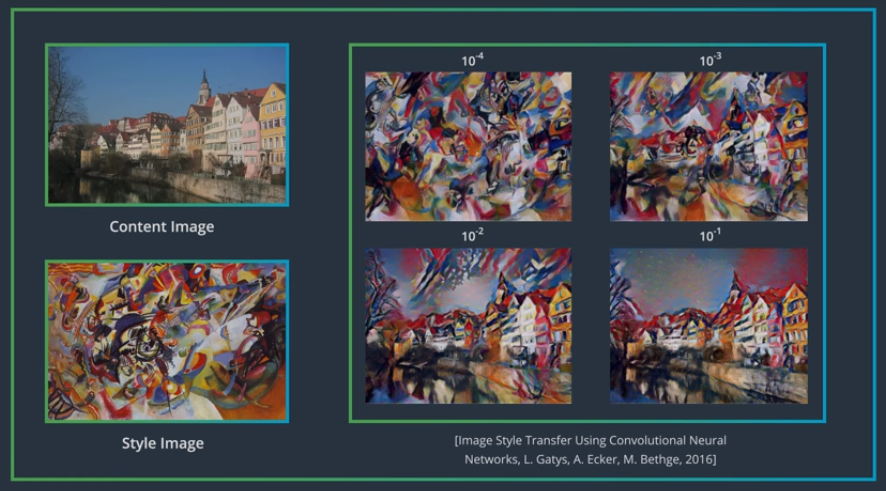 Content Image
Style Image
10^-4
10^-3
10^-2
10^-1
[Image Style Transfer Using Convolutional Neural
Networks, L. Gatys, A. Ecker, M. Bethge, 2016]